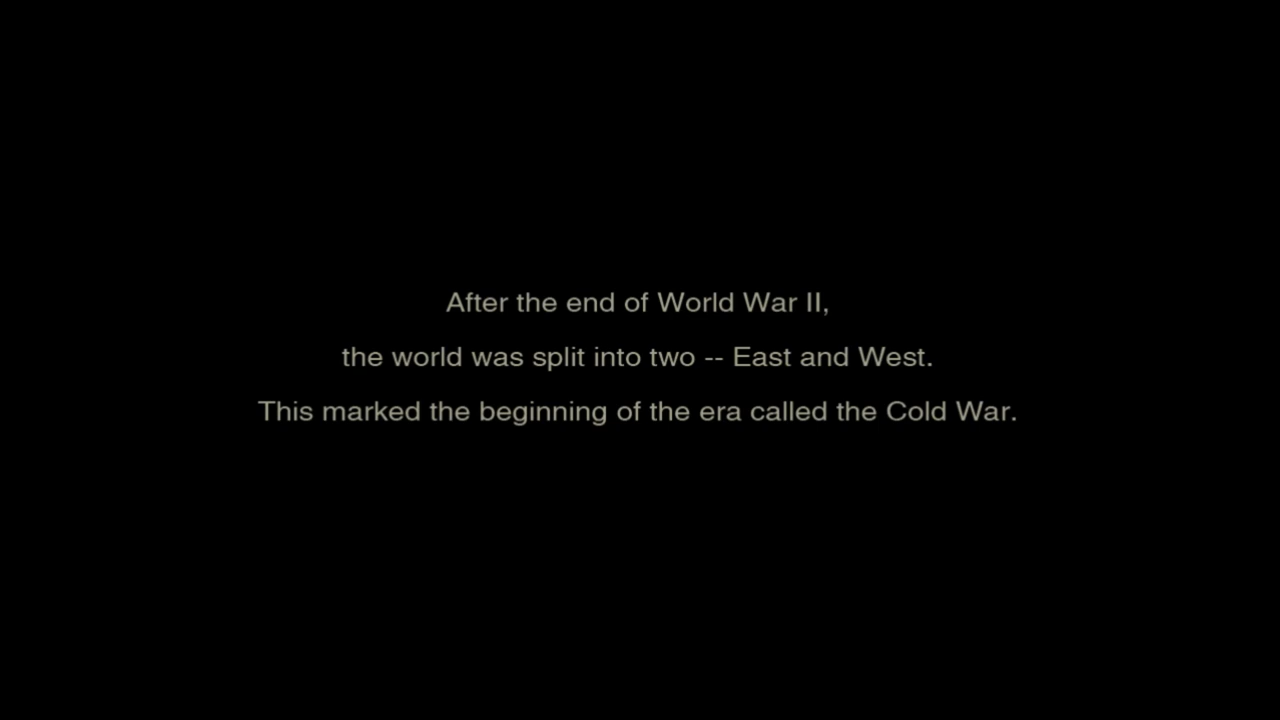 After the end of World War II,
the world was split into two -- East and West.
This marked the beginning of the era called the Cold War.